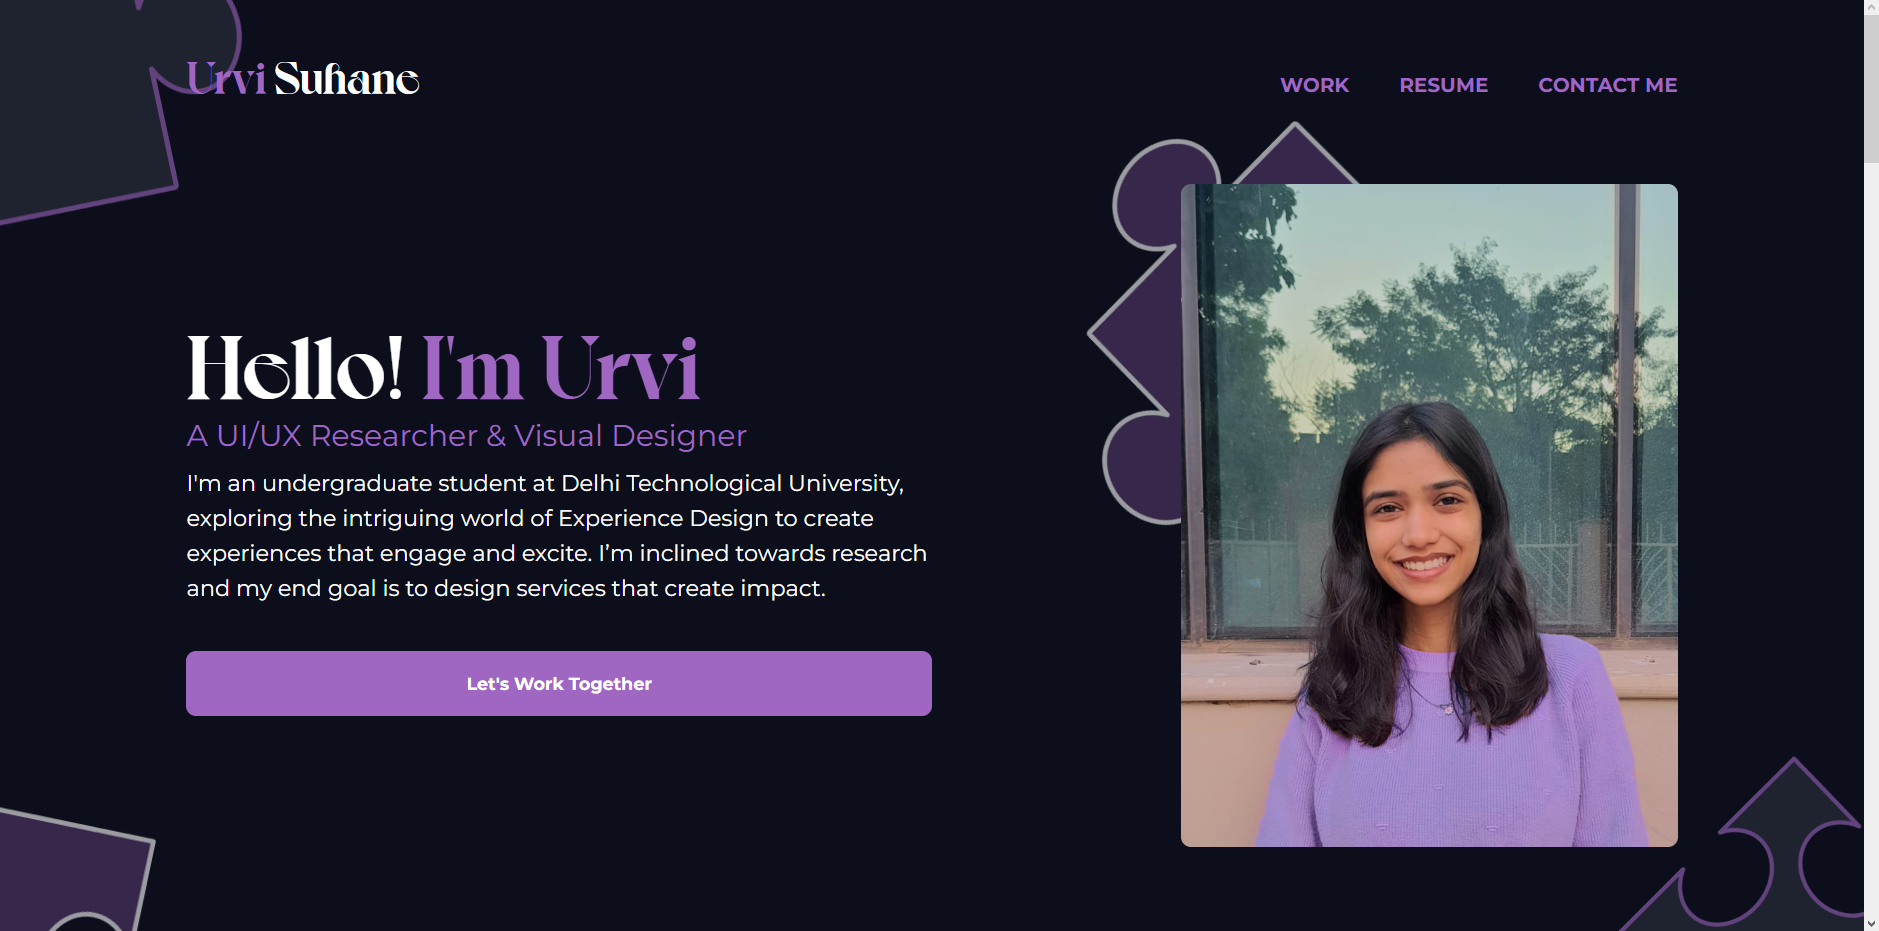 Urvi Suhane
WORK RESUME CONTACT ME
Hello! I'm Urvi
A UI/UX Researcher & Visual Designer
I'm an undergraduate student at Delhi Technological University,
exploring the intriguing world of Experience Design to create
experiences that engage and excite. I’m inclined towards research
and my end goal is to design services that create impact.
Let's Work Together